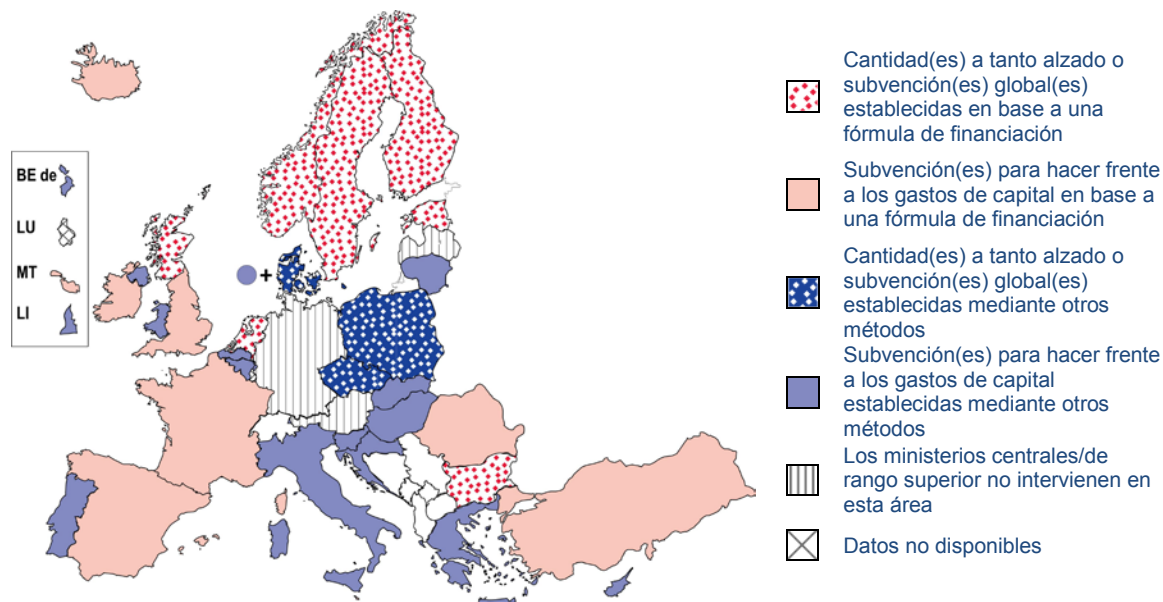 BE de
LU
MT
LI
+
Cantidad(es) a tanto alzado o
subvención(es) global(es)
establecidas en base a una
fórmula de financiación
Subvención(es) para hacer frente
a los gastos de capital en base a
una fórmula de financiación
Cantidad(es) a tanto alzado o
subvención(es) global(es)
establecidas mediante otros
métodos
Subvención(es) para hacer frente
a los gastos de capital
establecidas mediante otros
métodos
Los ministerios centrales/de
rango superior no intervienen en
esta área
Datos no disponibles